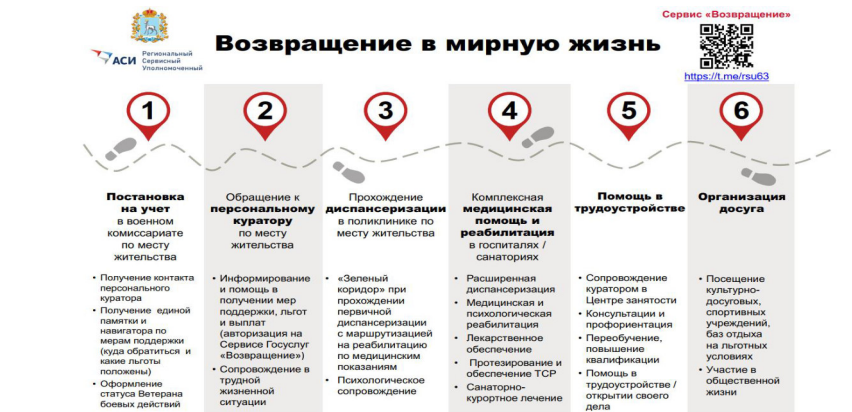 Сервис «Возвращение»
АСИ
Региональный
Сервисный
Уполномоченный
Возвращение в мирную жизнь
https://t.me/rsu63
1
Постановка
на учет
в военном
комиссариате
по месту
жительства
• Получение контакта
персонального
куратора
• Получение единой
памятки и
навигатора по
мерам поддержки
(куда обратиться и
какие льготы
положены)
• Оформление
статуса Ветерана
боевых действий
2
Обращение к
персональному
куратору
по месту
жительства
• Информирование
и помощь в
получении мер
поддержки, льгот
и выплат
(авторизация на
Сервисе Госуслуг
«Возвращение»)
• Сопровождение в
трудной
жизненной
ситуации
3
Прохождение
диспансеризации
в поликлинике по
месту жительства
• «Зеленый
коридор» при
прохождении
первичной
диспансеризации
с маршрутизацией
на реабилитацию
по медицинским
показаниям
• Психологическое
сопровождение
4
Комплексная
медицинская
помощь и
реабилитация
в госпиталях /
санаториях
• Расширенная
диспансеризация
• Медицинская и
психологическая
реабилитация
• Лекарственное
обеспечение
• Протезирование и
обеспечение ТСР
• Санаторно-
курортное лечение
5
Помощь в
трудоустройстве
• Сопровождение
куратором в
Центре занятости
• Консультации и
профориентация
• Переобучение,
повышение
квалификации
• Помощь в
трудоустройстве /
открытии своего
дела
6
Организация
досуга
• Посещение
культурно-
досуговых,
спортивных
учреждений,
баз отдыха
на льготных
условиях
• Участие в
общественной
жизни